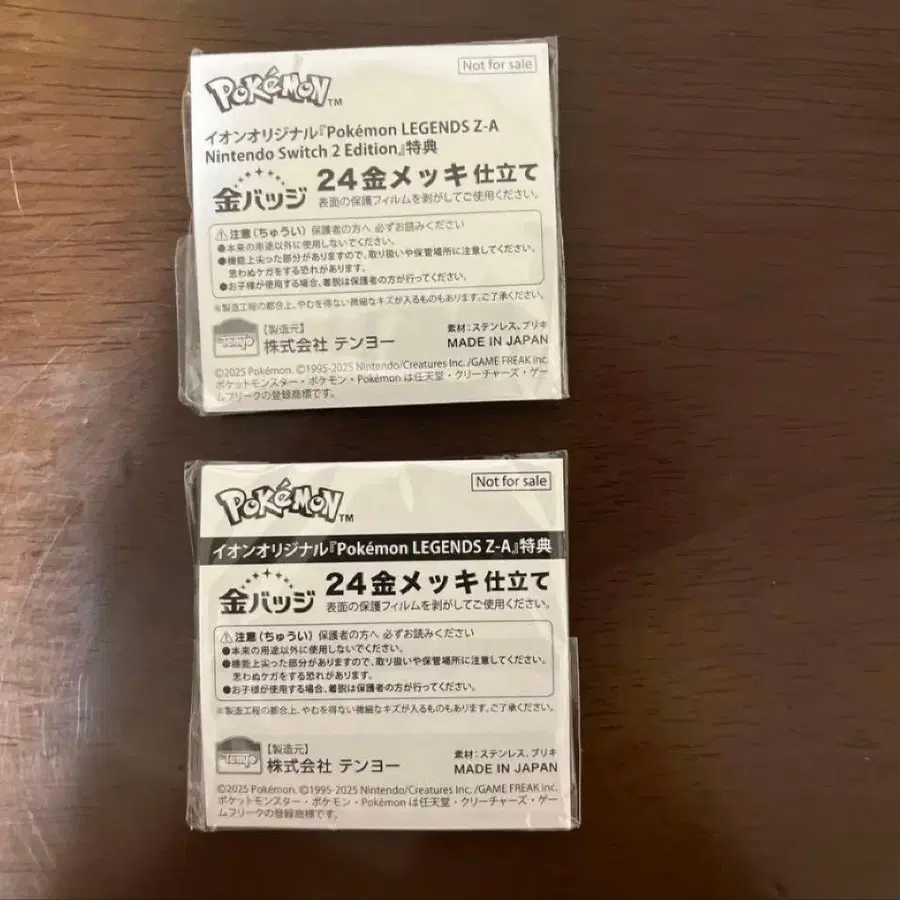 Not for sale
POKéMON™
イオンオリジナル『Pokémon LEGENDS Z-A
Nintendo Switch 2 Edition』特典
金バッジ 24金メッキ仕立て
表面の保護フィルムを剥がしてご使用ください。
⚠注意(ちゅうい) 保護者の方へ 必ずお読みください
●本来の用途以外に使用しないでください。
●機能上尖った部分がありますので、取り扱いや保管場所に注意してください。
思わぬケガをする恐れがあります。
●お子様が使用する場合、着脱は保護者の方が行ってください。
※製造工程の都合上、やむを得ない微細なキズが入るものもあります。ご了承ください。
Tenyo 【製造元】 素材:ステンレス、ブリキ
株式会社 テンヨー MADE IN JAPAN
©2025 Pokémon. ©1995-2025 Nintendo/Creatures Inc./GAME FREAK inc.
ポケットモンスター・ポケモン・Pokémon は任天堂・クリーチャーズ・ゲー
ムフリークの登録商標です。
Not for sale
POKéMON™
イオンオリジナル『Pokémon LEGENDS Z-A』特典
金バッジ 24金メッキ仕立て
表面の保護フィルムを剥がしてご使用ください。
⚠注意(ちゅうい) 保護者の方へ 必ずお読みください
●本来の用途以外に使用しないでください。
●機能上尖った部分がありますので、取り扱いや保管場所に注意してください。
思わぬケガをする恐れがあります。
●お子様が使用する場合、着脱は保護者の方が行ってください。
※製造工程の都合上、やむを得ない微細なキズが入るものもあります。ご了承ください。
Tenyo 【製造元】 素材:ステンレス、ブリキ
株式会社 テンヨー MADE IN JAPAN
©2025 Pokémon. ©1995-2025 Nintendo/Creatures Inc./GAME FREAK inc.
ポケットモンスター・ポケモン・Pokémon は任天堂・クリーチャーズ・ゲー
ムフリークの登録商標です。